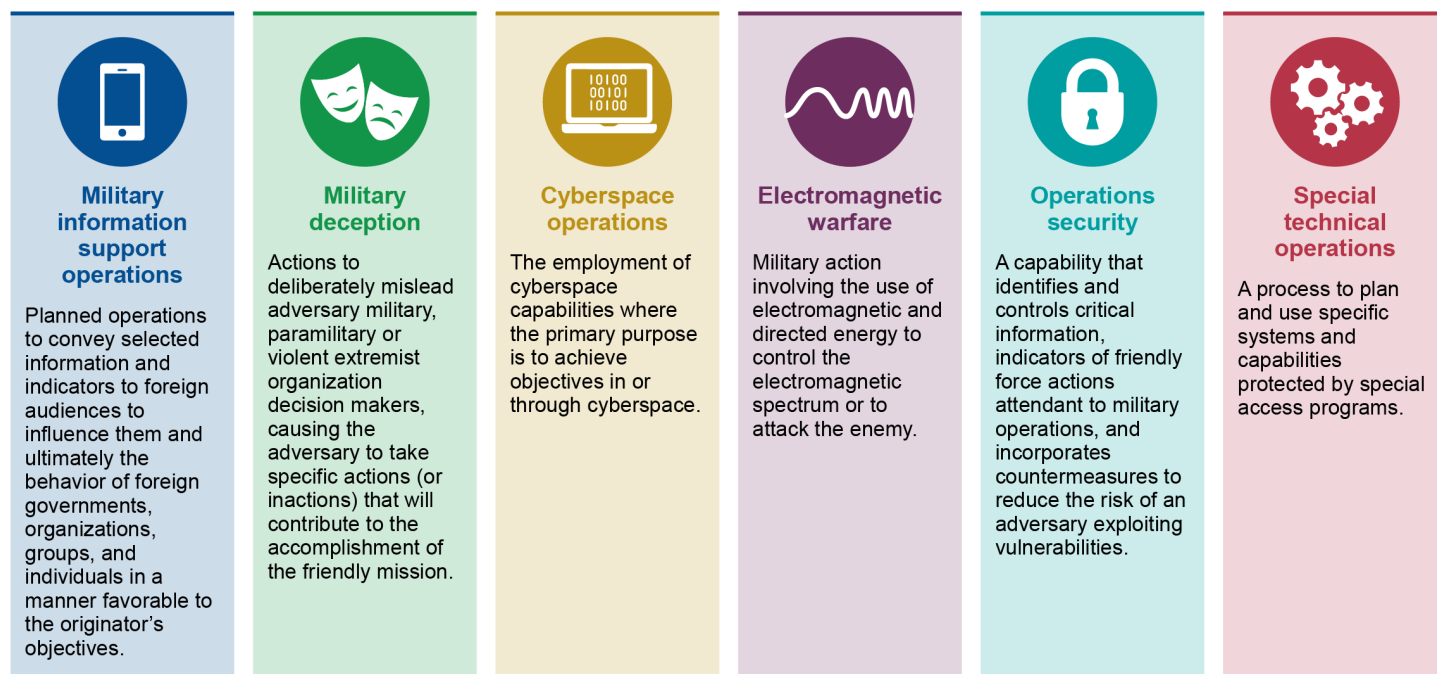 Military
information
support
operations
Planned operations
to convey selected
information and
indicators to foreign
audiences to
influence them and
ultimately the
behavior of foreign
governments,
organizations,
groups, and
individuals in a
manner favorable to
the originator’s
objectives.
Military
deception
Actions to
deliberately mislead
adversary military,
paramilitary or
violent extremist
organization
decision makers,
causing the
adversary to take
specific actions (or
inactions) that will
contribute to the
accomplishment of
the friendly mission.
10100
00101
10100
Cyberspace
operations
The employment of
cyberspace
capabilities where
the primary purpose
is to achieve
objectives in or
through cyberspace.
Electromagnetic
warfare
Military action
involving the use of
electromagnetic and
directed energy to
control the
electromagnetic
spectrum or to
attack the enemy.
Operations
security
A capability that
identifies and
controls critical
information,
indicators of friendly
force actions
attendant to military
operations, and
incorporates
countermeasures to
reduce the risk of an
adversary exploiting
vulnerabilities.
Special
technical
operations
A process to plan
and use specific
systems and
capabilities
protected by special
access programs.